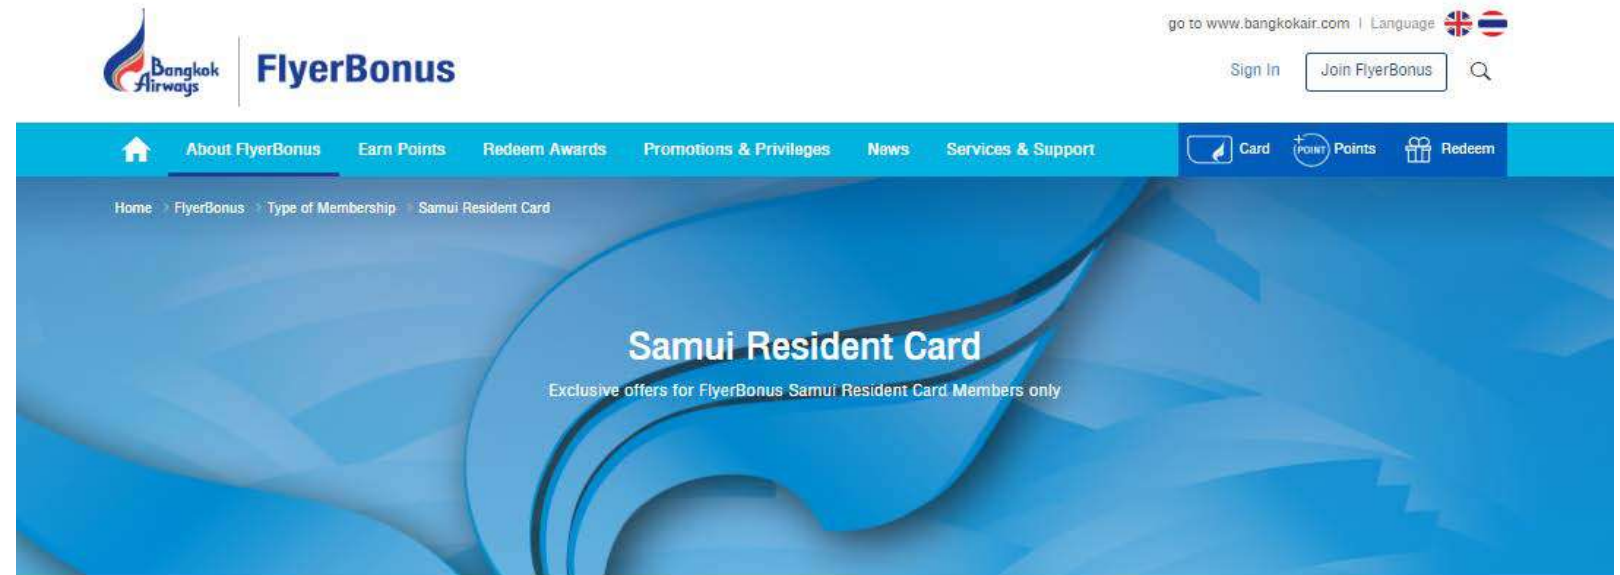 go to www.bangkokair.com | Language
Bangkok Airways
FlyerBonus
Sign In
Join FlyerBonus
About FlyerBonus
Earn Points
Redeem Awards
Promotions & Privileges
News
Services & Support
Card
POINT
Points
Redeem
Home > FlyerBonus > Type of Membership > Samui Resident Card
Samui Resident Card
Exclusive offers for FlyerBonus Samui Resident Card Members only